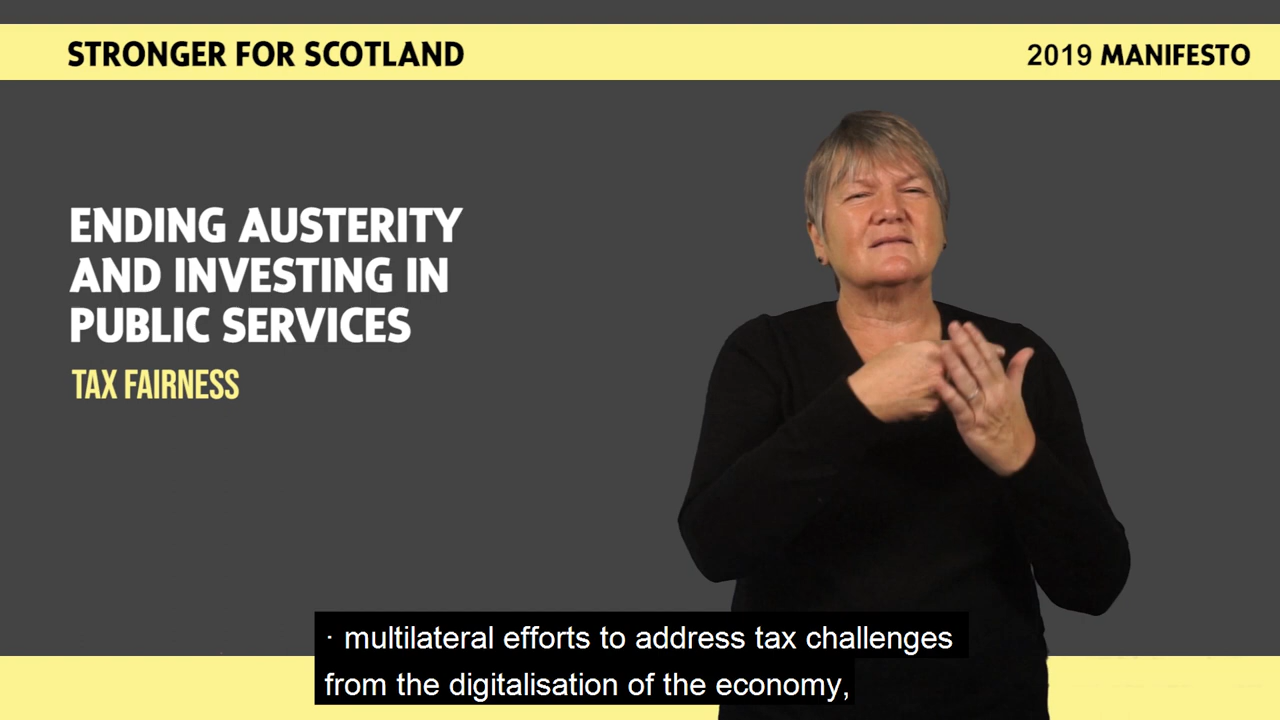 STRONGER FOR SCOTLAND
2019 MANIFESTO
ENDING AUSTERITY
AND INVESTING IN
PUBLIC SERVICES
TAX FAIRNESS
· multilateral efforts to address tax challenges
from the digitalisation of the economy,